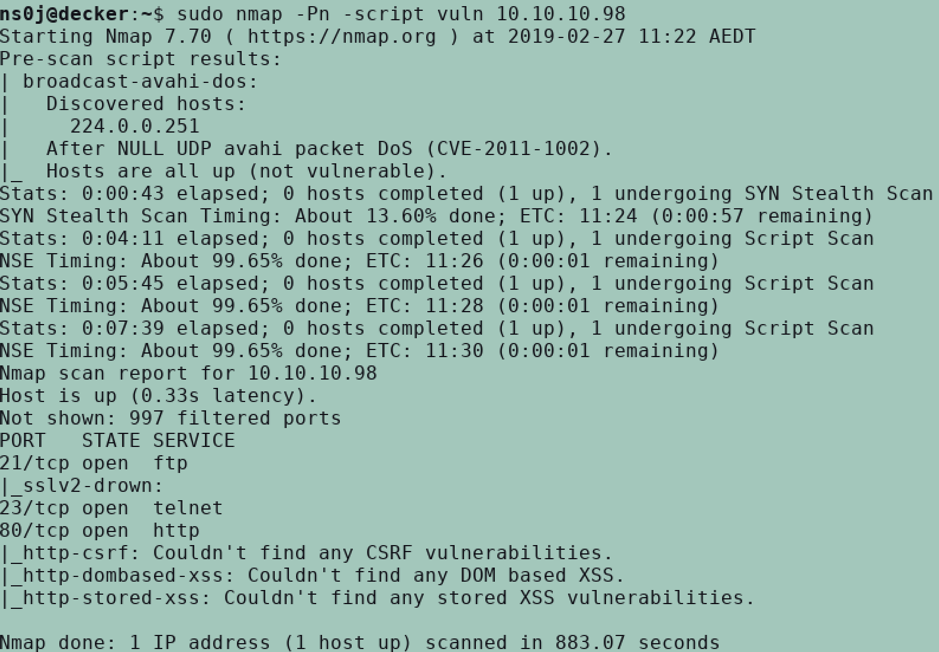 ns0j@decker:~$ sudo nmap -Pn -script vuln 10.10.10.98
Starting Nmap 7.70 ( https://nmap.org ) at 2019-02-27 11:22 AEDT
Pre-scan script results:
| broadcast-avahi-dos:
|   Discovered hosts:
|     224.0.0.251
|   After NULL UDP avahi packet DoS (CVE-2011-1002).
|_  Hosts are all up (not vulnerable).
Stats: 0:00:43 elapsed; 0 hosts completed (1 up), 1 undergoing SYN Stealth Scan
SYN Stealth Scan Timing: About 13.60% done; ETC: 11:24 (0:00:57 remaining)
Stats: 0:04:11 elapsed; 0 hosts completed (1 up), 1 undergoing Script Scan
NSE Timing: About 99.65% done; ETC: 11:26 (0:00:01 remaining)
Stats: 0:05:45 elapsed; 0 hosts completed (1 up), 1 undergoing Script Scan
NSE Timing: About 99.65% done; ETC: 11:28 (0:00:01 remaining)
Stats: 0:07:39 elapsed; 0 hosts completed (1 up), 1 undergoing Script Scan
NSE Timing: About 99.65% done; ETC: 11:30 (0:00:01 remaining)
Nmap scan report for 10.10.10.98
Host is up (0.33s latency).
Not shown: 997 filtered ports
PORT   STATE SERVICE
21/tcp open  ftp
|_sslv2-drown:
23/tcp open  telnet
80/tcp open  http
|_http-csrf: Couldn't find any CSRF vulnerabilities.
|_http-dombased-xss: Couldn't find any DOM based XSS.
|_http-stored-xss: Couldn't find any stored XSS vulnerabilities.
Nmap done: 1 IP address (1 host up) scanned in 883.07 seconds